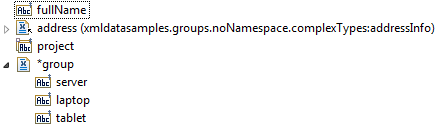 fullName
address (xmldatasamples.groups.noNamespace.complexTypes:addressInfo)
project
*group
server
laptop
tablet